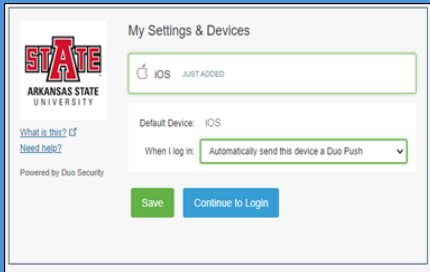 My Settings & Devices
STATE
ARKANSAS STATE
UNIVERSITY
iOS JUST ADDED
What is this?
Need help?
Powered by Duo Security
Default Device: iOS
When I log in: Automatically send this device a Duo Push
Save Continue to Login